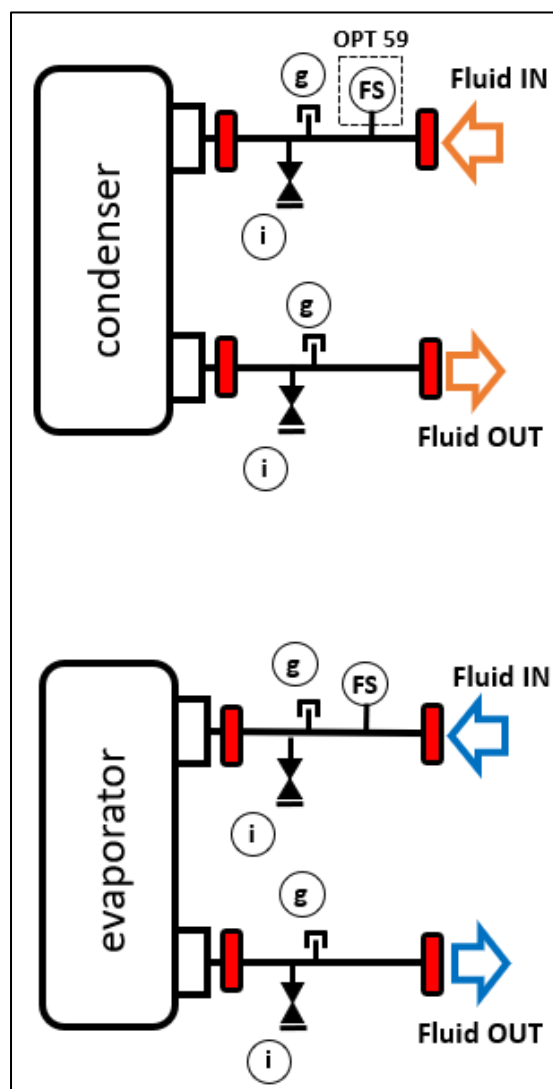 OPT 59
g
FS
Fluid IN
i
condenser
g
Fluid OUT
i
g
FS
Fluid IN
i
evaporator
g
Fluid OUT
i